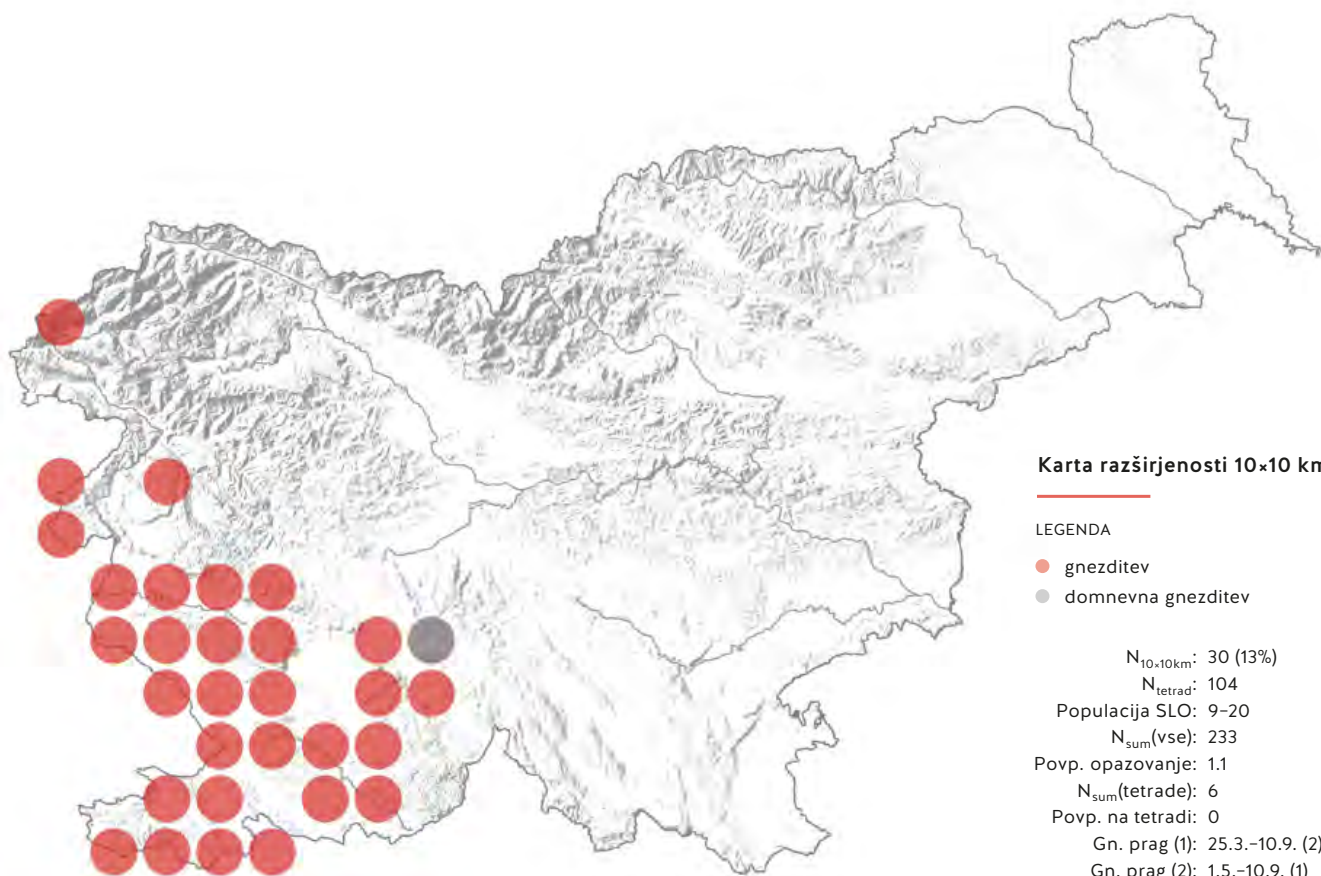 Karta razširjenosti 10×10 km
LEGENDA
gnezditev
domnevna gnezditev
N10×10km: 30 (13%)
Ntetrad: 104
Populacija SLO: 9–20
Nsum(vse): 233
Povp. opazovanje: 1.1
Nsum(tetrade): 6
Povp. na tetradi: 0
Gn. prag (1): 25.3.–10.9. (2)
Gn. prag (2): 1.5.–10.9. (1)